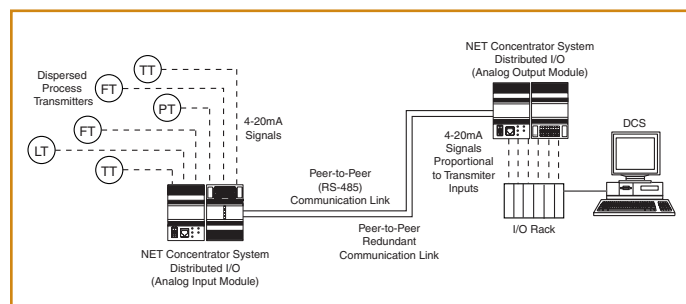 NET Concentrator System
Distributed I/O
(Analog Output Module)
TT
Dispersed
Process
Transmitters
FT
PT
4-20mA
Signals
FT
LT
TT
DCS
4-20mA
Signals
Proportional
to Transmiter
Inputs
Peer-to-Peer
(RS-485)
Communication Link
I/O Rack
Peer-to-Peer
Redundant
Communication Link
NET Concentrator System
Distributed I/O
(Analog Input Module)